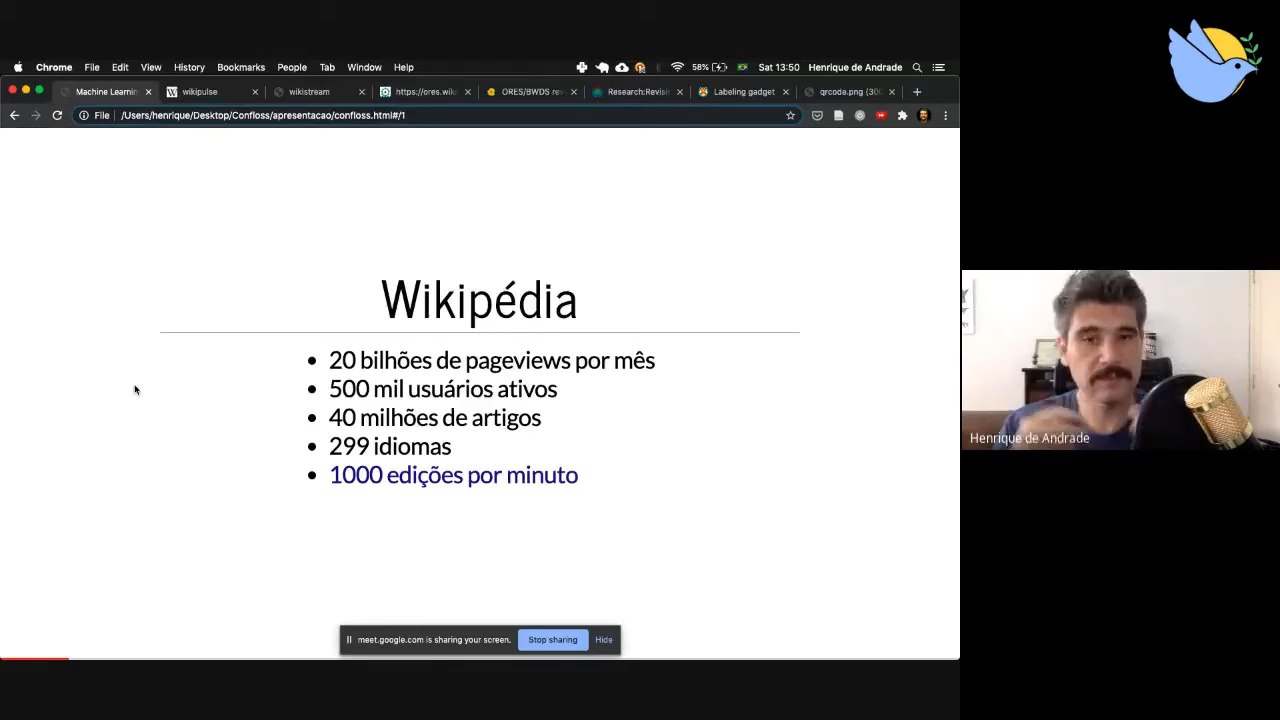 Chrome File Edit View History Bookmarks People Tab Window Help 58% Sat 13:50 Henrique de Andrade
Machine Learnin wikipulse wikistream https://ores.wiki ORES/BWDS rev Research:Revisi Labeling gadget qrcode.png (300
File /Users/henrique/Desktop/Confloss/apresentacao/confloss.html#/1
Wikipédia
20 bilhões de pageviews por mês
500 mil usuários ativos
40 milhões de artigos
299 idiomas
1000 edições por minuto
Henrique de Andrade
meet.google.com is sharing your screen. Stop sharing Hide